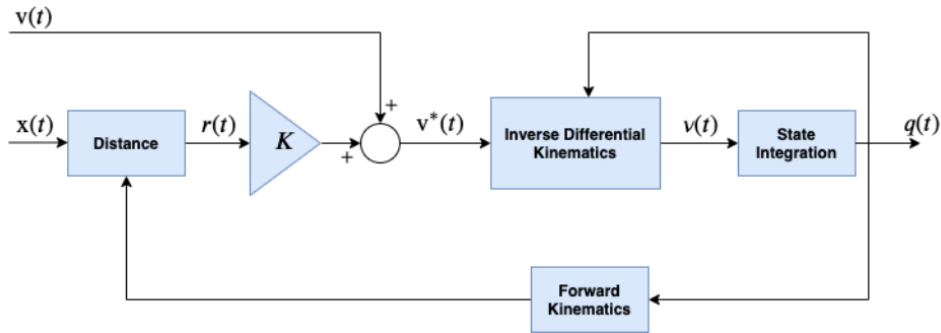 v(t)
+
x(t)
Distance
r(t)
K
+
v*(t)
Inverse Differential
Kinematics
ν(t)
State
Integration
q(t)
Forward
Kinematics